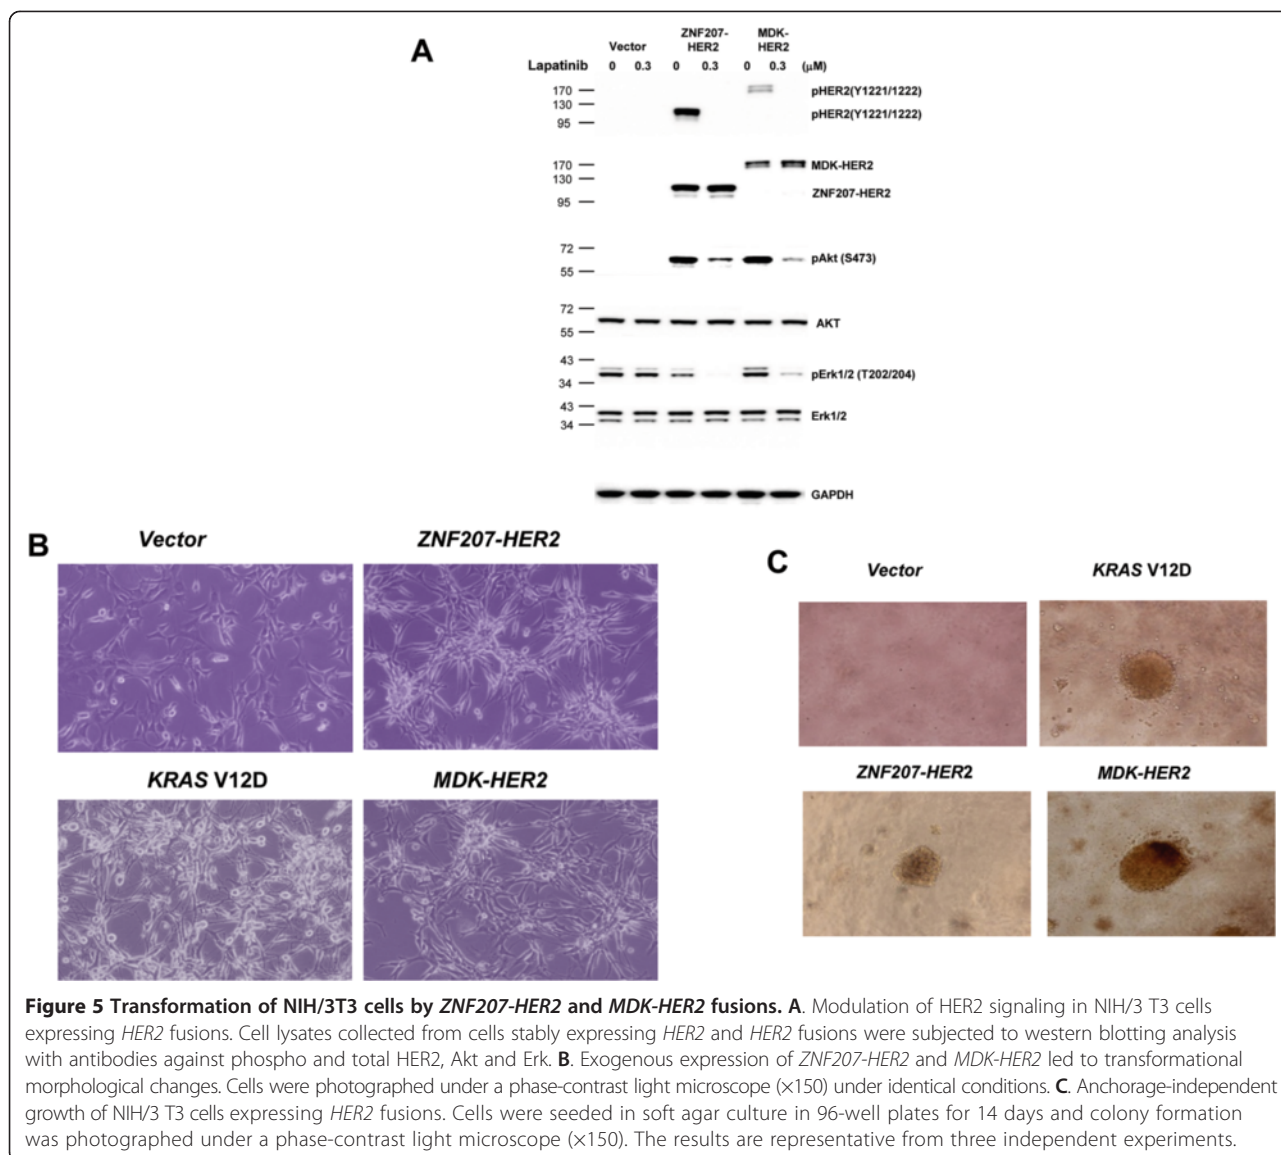 A
Vector
ZNF207-
HER2
MDK-
HER2
Lapatinib 0 0.3 0 0.3 0 0.3 (μM)
170
130
95
pHER2(Y1221/1222)
pHER2(Y1221/1222)
170
130
95
MDK-HER2
ZNF207-HER2
72
55
pAkt (S473)
72
55
AKT
43
34
pErk1/2 (T202/204)
43
34
Erk1/2
GAPDH
B
Vector
ZNF207-HER2
KRAS V12D
MDK-HER2
C
Vector
KRAS V12D
ZNF207-HER2
MDK-HER2
Figure 5 Transformation of NIH/3T3 cells by ZNF207-HER2 and MDK-HER2 fusions. A. Modulation of HER2 signaling in NIH/3 T3 cells
expressing HER2 fusions. Cell lysates collected from cells stably expressing HER2 and HER2 fusions were subjected to western blotting analysis
with antibodies against phospho and total HER2, Akt and Erk. B. Exogenous expression of ZNF207-HER2 and MDK-HER2 led to transformational
morphological changes. Cells were photographed under a phase-contrast light microscope (×150) under identical conditions. C. Anchorage-independent
growth of NIH/3 T3 cells expressing HER2 fusions. Cells were seeded in soft agar culture in 96-well plates for 14 days and colony formation
was photographed under a phase-contrast light microscope (×150). The results are representative from three independent experiments.